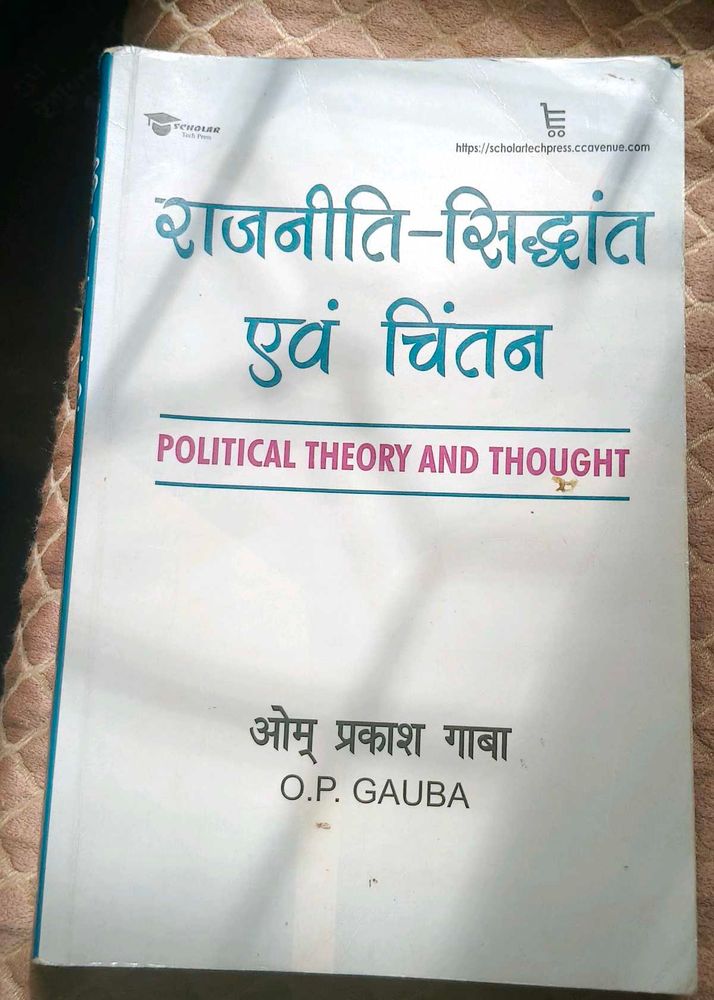 SCHOLAR
Tech Press
https://scholartechpress.ccavenue.com
राजनीति-सिद्धांत
एवं चिंतन
POLITICAL THEORY AND THOUGHT
ओम् प्रकाश गाबा
O.P. GAUBA